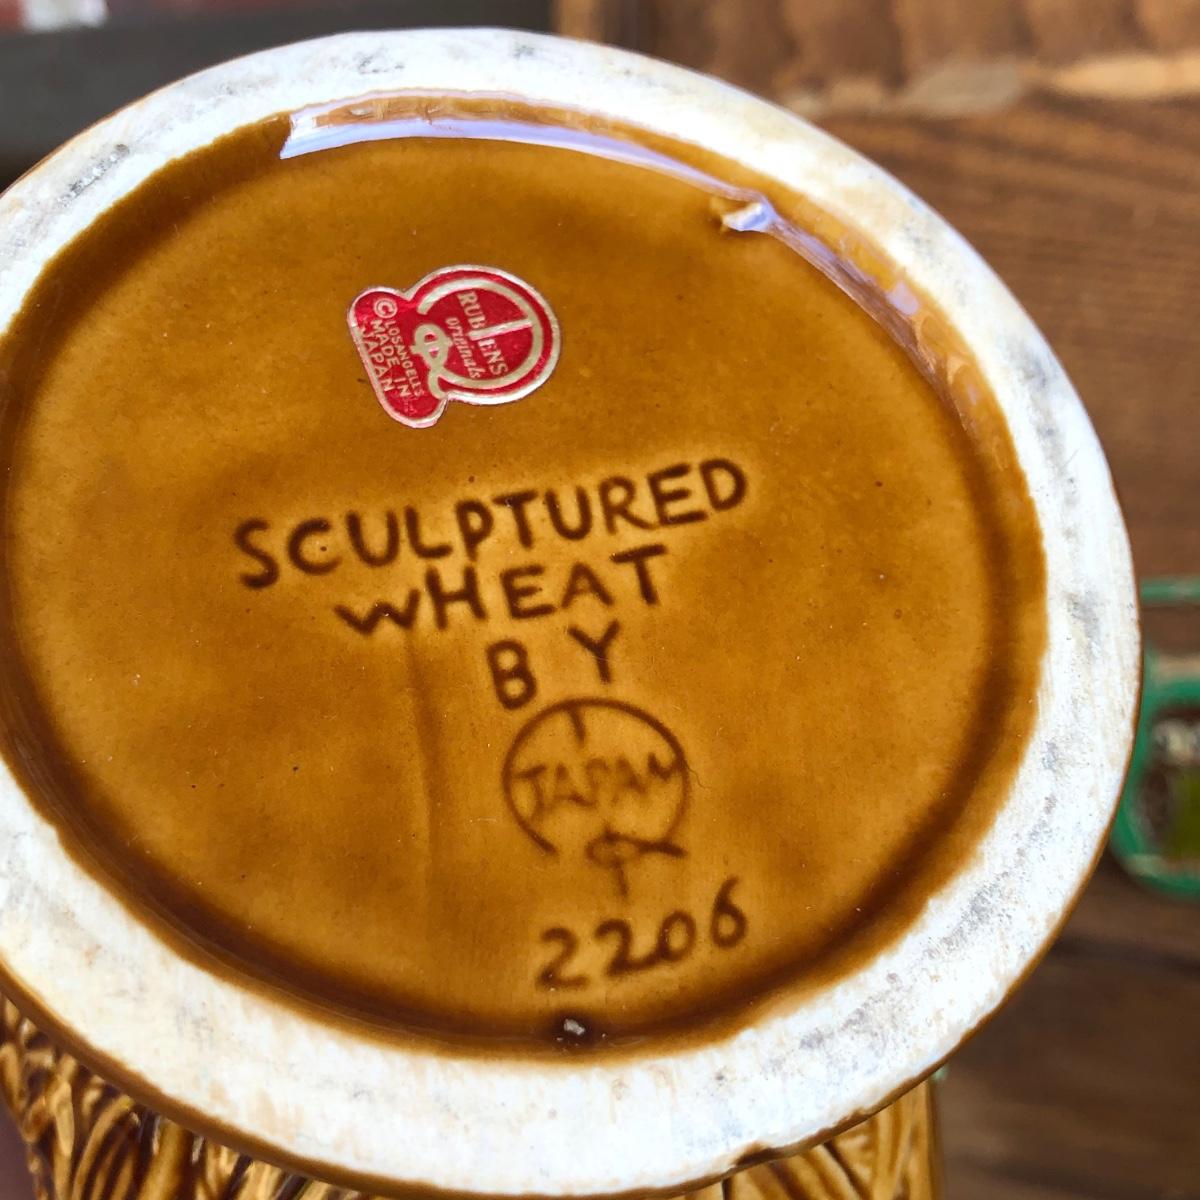 RUBENS
Originals
© LOS ANGELES
MADE IN
JAPAN
SCULPTURED
WHEAT
BY
JAPAN
2206